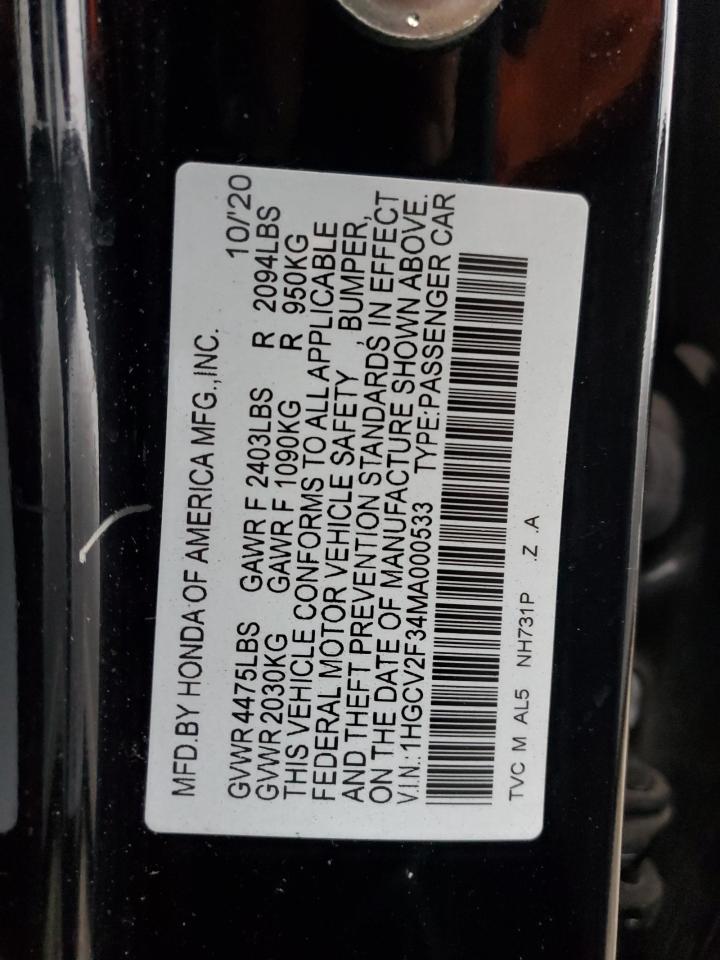 MFD.BY HONDA OF AMERICA MFG.,INC. 10/'20
GVWR 4475LBS GAWR F 2403LBS R 2094LBS
GVWR 2030KG GAWR F 1090KG R 950KG
THIS VEHICLE CONFORMS TO ALL APPLICABLE
FEDERAL MOTOR VEHICLE SAFETY , BUMPER,
AND THEFT PREVENTION STANDARDS IN EFFECT
ON THE DATE OF MANUFACTURE SHOWN ABOVE.
V.I.N.:1HGCV2F34MA000533 TYPE:PASSENGER CAR
TVC M AL5 NH731P .Z .A